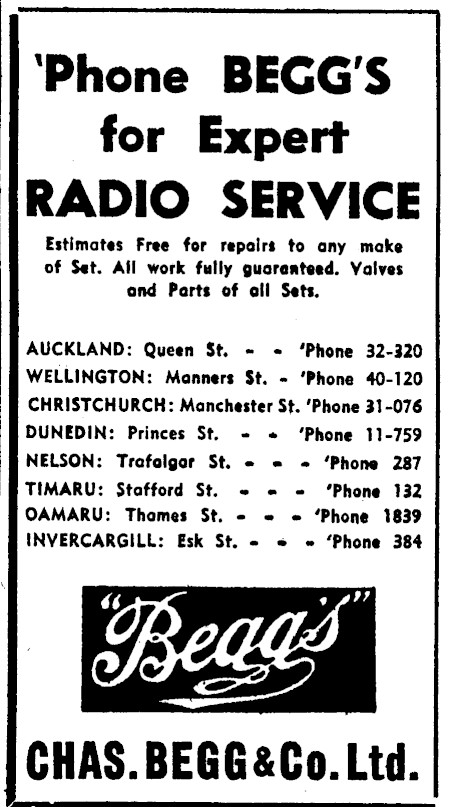 'Phone BEGG'S
for Expert
RADIO SERVICE
Estimates Free for repairs to any make
of Set. All work fully guaranteed. Valves
and Parts of all Sets.
AUCKLAND: Queen St. - - 'Phone 32-320
WELLINGTON: Manners St. - 'Phone 40-120
CHRISTCHURCH: Manchester St. 'Phone 31-076
DUNEDIN: Princes St. - - 'Phone 11-759
NELSON: Trafalgar St. - - - 'Phone 287
TIMARU: Stafford St. - - - 'Phone 132
OAMARU: Thames St. - - - 'Phone 1839
INVERCARGILL: Esk St. - - - 'Phone 384
"Begg's"
CHAS. BEGG & Co. Ltd.